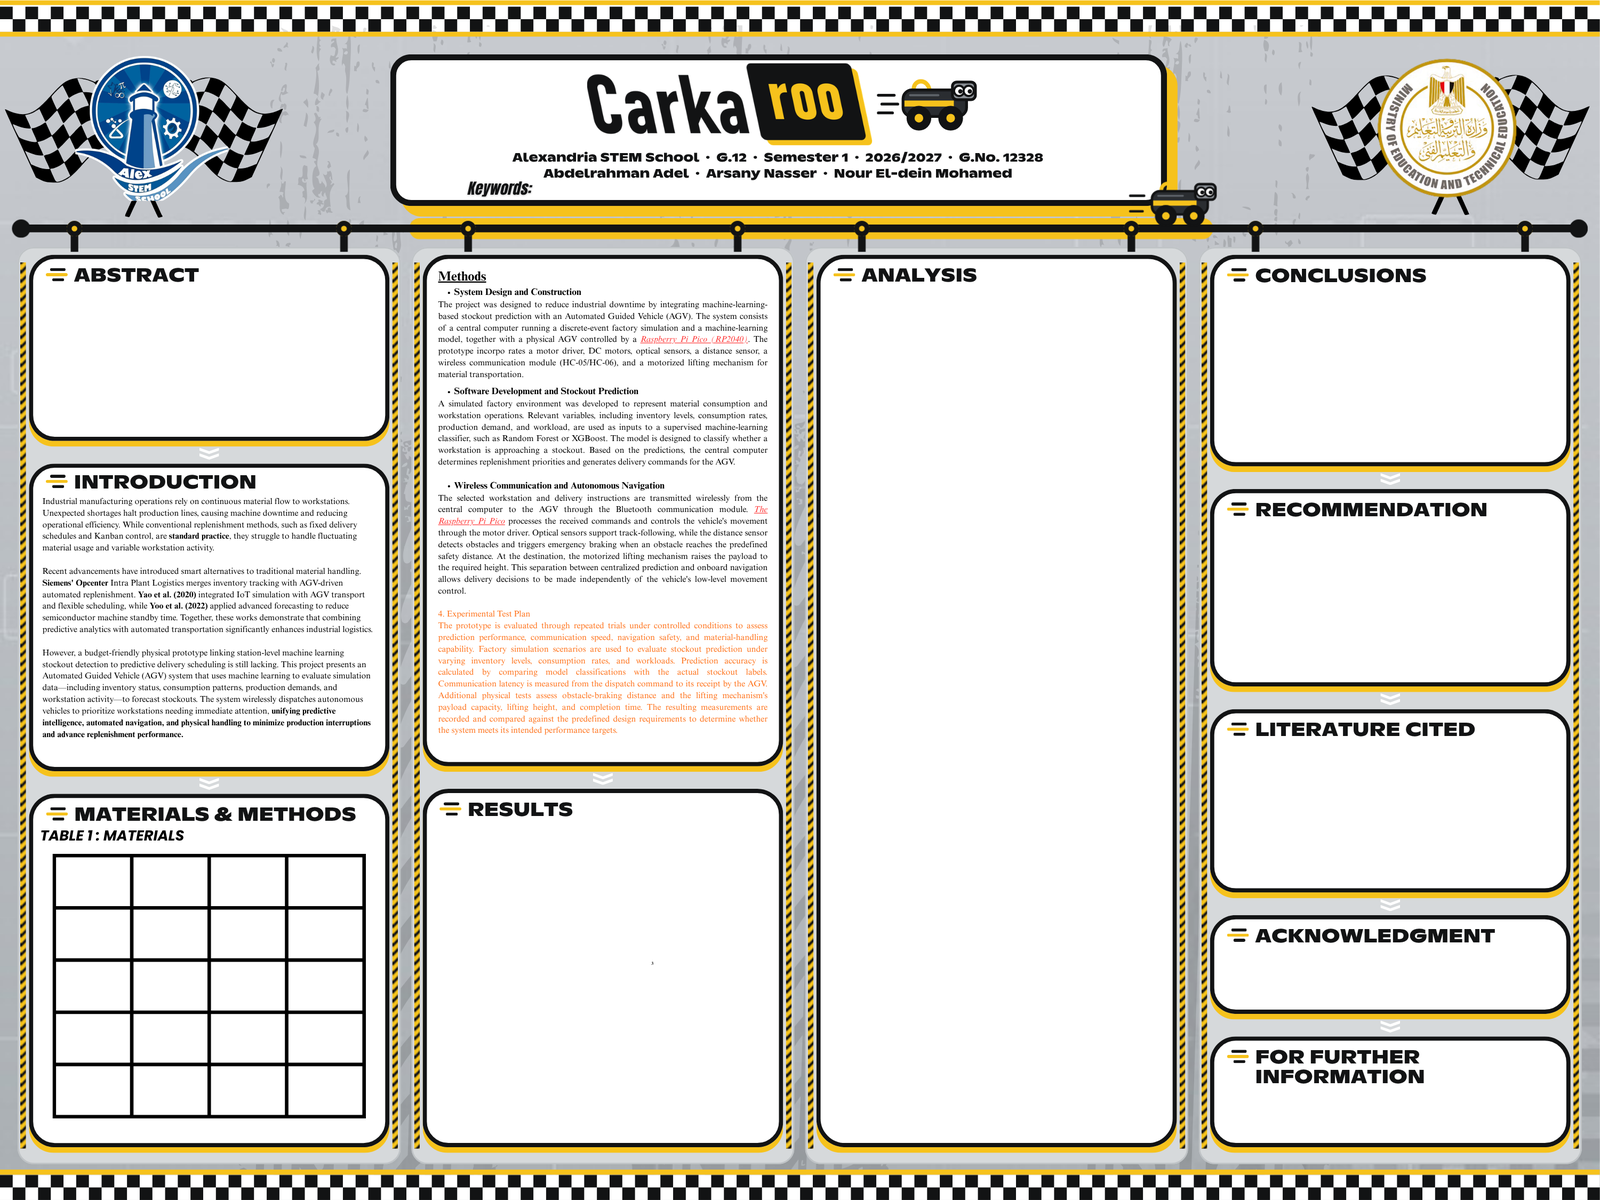 Carka roo
Alexandria STEM School · G.12 · Semester 1 · 2026/2027 · G.No. 12328
Abdelrahman Adel · Arsany Nasser · Nour El-dein Mohamed
Keywords:
Alex
STEM
SCHOOL
وزارة التربية والتعليم
والتعليم الفني
MINISTRY OF EDUCATION AND TECHNICAL EDUCATION
ABSTRACT
INTRODUCTION
Industrial manufacturing operations rely on continuous material flow to workstations.
Unexpected shortages halt production lines, causing machine downtime and reducing
operational efficiency. While conventional replenishment methods, such as fixed delivery
schedules and Kanban control, are standard practice, they struggle to handle fluctuating
material usage and variable workstation activity.
Recent advancements have introduced smart alternatives to traditional material handling.
Siemens' Opcenter Intra Plant Logistics merges inventory tracking with AGV-driven
automated replenishment. Yao et al. (2020) integrated IoT simulation with AGV transport
and flexible scheduling, while Yoo et al. (2022) applied advanced forecasting to reduce
semiconductor machine standby time. Together, these works demonstrate that combining
predictive analytics with automated transportation significantly enhances industrial logistics.
However, a budget-friendly physical prototype linking station-level machine learning
stockout detection to predictive delivery scheduling is still lacking. This project presents an
Automated Guided Vehicle (AGV) system that uses machine learning to evaluate simulation
data—including inventory status, consumption patterns, production demands, and
workstation activity—to forecast stockouts. The system wirelessly dispatches autonomous
vehicles to prioritize workstations needing immediate attention, unifying predictive
intelligence, automated navigation, and physical handling to minimize production interruptions
and advance replenishment performance.
MATERIALS & METHODS
TABLE 1 : MATERIALS
Methods
• System Design and Construction
The project was designed to reduce industrial downtime by integrating machine-learning-
based stockout prediction with an Automated Guided Vehicle (AGV). The system consists
of a central computer running a discrete-event factory simulation and a machine-learning
model, together with a physical AGV controlled by a Raspberry Pi Pico (RP2040). The
prototype incorpo rates a motor driver, DC motors, optical sensors, a distance sensor, a
wireless communication module (HC-05/HC-06), and a motorized lifting mechanism for
material transportation.
• Software Development and Stockout Prediction
A simulated factory environment was developed to represent material consumption and
workstation operations. Relevant variables, including inventory levels, consumption rates,
production demand, and workload, are used as inputs to a supervised machine-learning
classifier, such as Random Forest or XGBoost. The model is designed to classify whether a
workstation is approaching a stockout. Based on the predictions, the central computer
determines replenishment priorities and generates delivery commands for the AGV.
• Wireless Communication and Autonomous Navigation
The selected workstation and delivery instructions are transmitted wirelessly from the
central computer to the AGV through the Bluetooth communication module. The
Raspberry Pi Pico processes the received commands and controls the vehicle's movement
through the motor driver. Optical sensors support track-following, while the distance sensor
detects obstacles and triggers emergency braking when an obstacle reaches the predefined
safety distance. At the destination, the motorized lifting mechanism raises the payload to
the required height. This separation between centralized prediction and onboard navigation
allows delivery decisions to be made independently of the vehicle's low-level movement
control.
4. Experimental Test Plan
The prototype is evaluated through repeated trials under controlled conditions to assess
prediction performance, communication speed, navigation safety, and material-handling
capability. Factory simulation scenarios are used to evaluate stockout prediction under
varying inventory levels, consumption rates, and workloads. Prediction accuracy is
calculated by comparing model classifications with the actual stockout labels.
Communication latency is measured from the dispatch command to its receipt by the AGV.
Additional physical tests assess obstacle-braking distance and the lifting mechanism's
payload capacity, lifting height, and completion time. The resulting measurements are
recorded and compared against the predefined design requirements to determine whether
the system meets its intended performance targets.
RESULTS
ANALYSIS
CONCLUSIONS
RECOMMENDATION
LITERATURE CITED
ACKNOWLEDGMENT
FOR FURTHER
INFORMATION